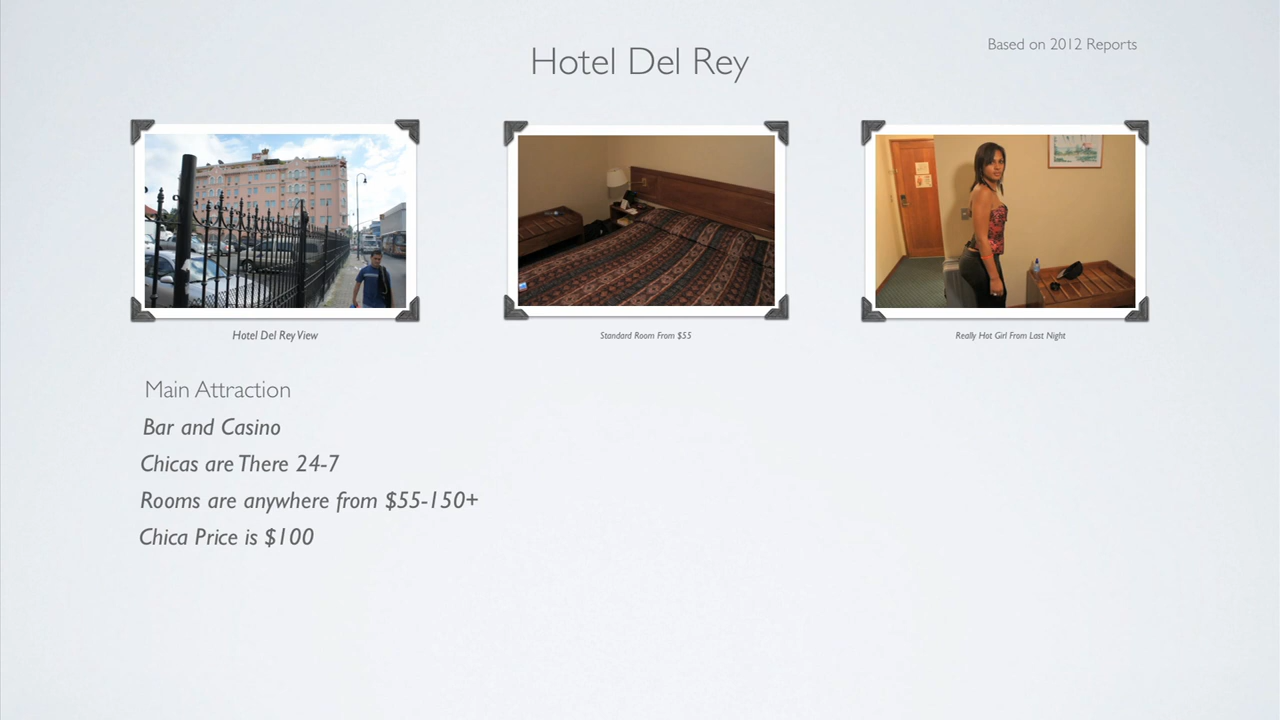 Based on 2012 Reports
Hotel Del Rey
Hotel Del Rey View
Standard Room From $55
Really Hot Girl From Last Night
Main Attraction
Bar and Casino
Chicas are There 24-7
Rooms are anywhere from $55-150+
Chica Price is $100